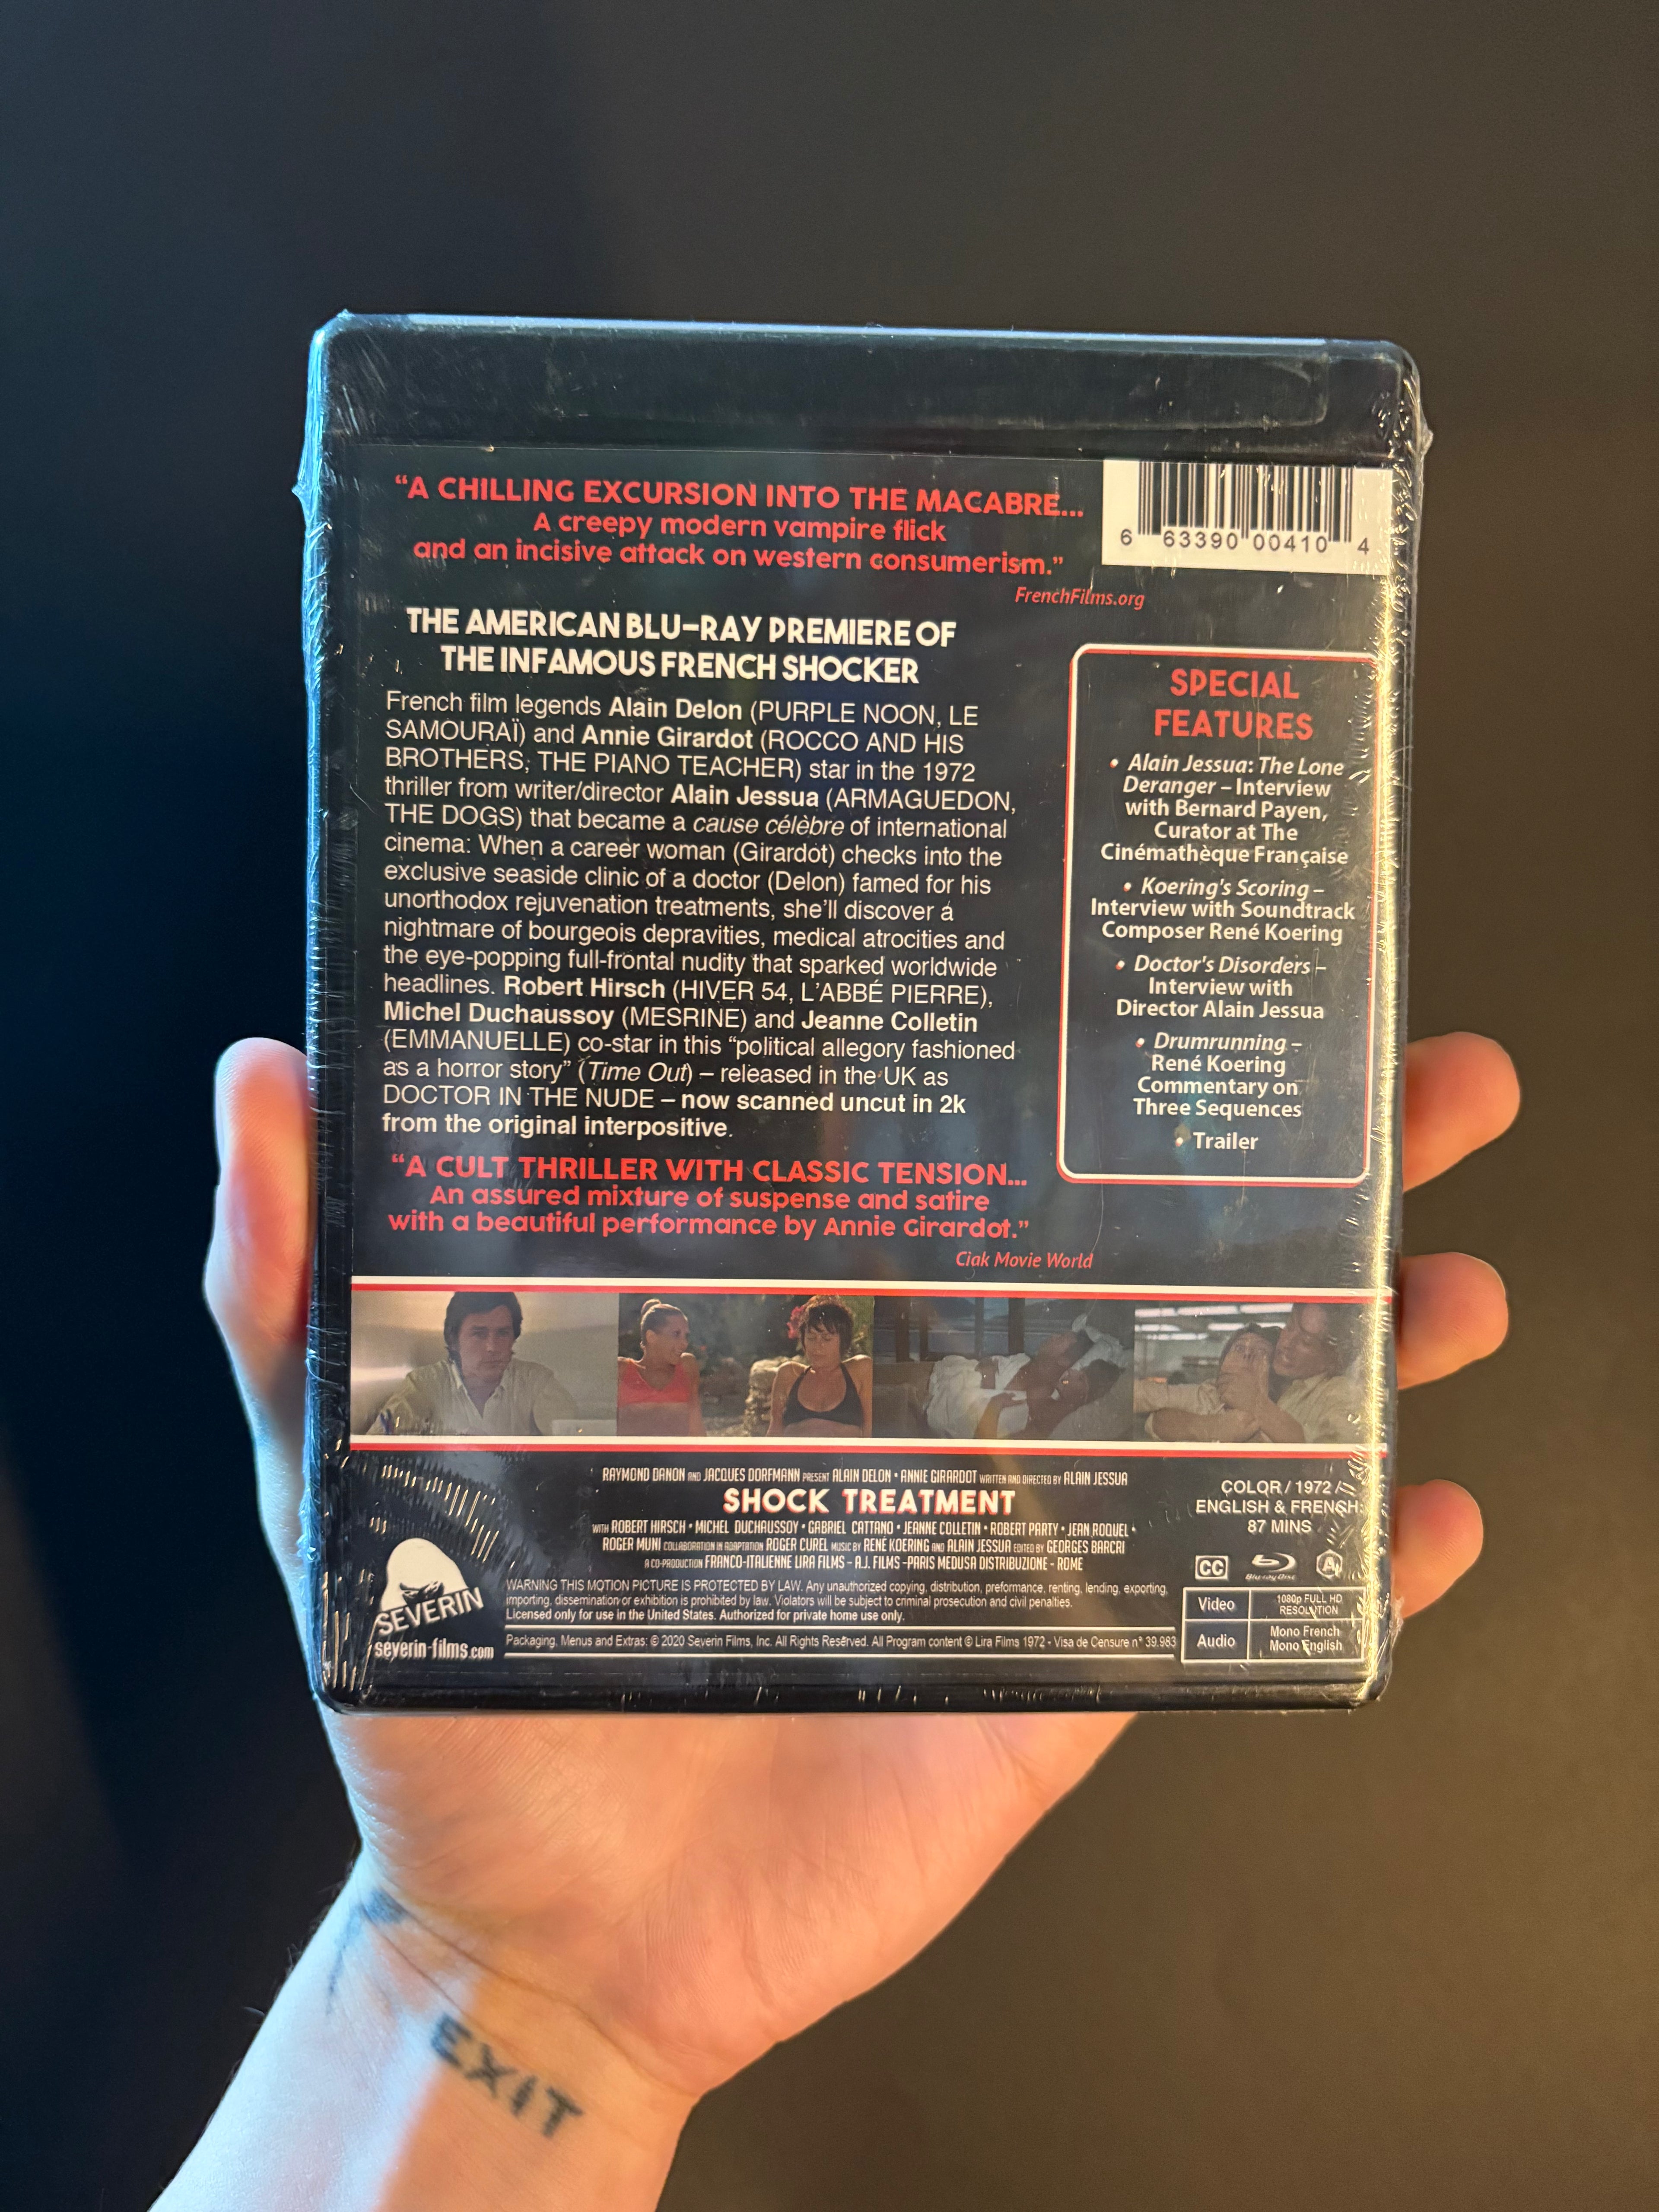 “A CHILLING EXCURSION INTO THE MACABRE...
A creepy modern vampire flick
and an incisive attack on western consumerism.”
FrenchFilms.org
6 63390 00410 4
THE AMERICAN BLU-RAY PREMIERE OF
THE INFAMOUS FRENCH SHOCKER
French film legends Alain Delon (PURPLE NOON, LE
SAMOURAÏ) and Annie Girardot (ROCCO AND HIS
BROTHERS, THE PIANO TEACHER) star in the 1972
thriller from writer/director Alain Jessua (ARMAGUEDON,
THE DOGS) that became a cause célèbre of international
cinema: When a career woman (Girardot) checks into the
exclusive seaside clinic of a doctor (Delon) famed for his
unorthodox rejuvenation treatments, she’ll discover a
nightmare of bourgeois depravities, medical atrocities and
the eye-popping full-frontal nudity that sparked worldwide
headlines. Robert Hirsch (HIVER 54, L’ABBÉ PIERRE),
Michel Duchaussoy (MESRINE) and Jeanne Colletin
(EMMANUELLE) co-star in this “political allegory fashioned
as a horror story” (Time Out) – released in the UK as
DOCTOR IN THE NUDE – now scanned uncut in 2k
from the original interpositive.
“A CULT THRILLER WITH CLASSIC TENSION...
An assured mixture of suspense and satire
with a beautiful performance by Annie Girardot.”
Ciak Movie World
SPECIAL
FEATURES
• Alain Jessua: The Lone
Deranger – Interview
with Bernard Payen,
Curator at The
Cinémathèque Française
• Koering's Scoring –
Interview with Soundtrack
Composer René Koering
• Doctor's Disorders –
Interview with
Director Alain Jessua
• Drumrunning –
René Koering
Commentary on
Three Sequences
• Trailer
RAYMOND DANON AND JACQUES DORFMANN PRESENT ALAIN DELON • ANNIE GIRARDOT WRITTEN AND DIRECTED BY ALAIN JESSUA
SHOCK TREATMENT
WITH ROBERT HIRSCH • MICHEL DUCHAUSSOY • GABRIEL CATTANO • JEANNE COLLETIN • ROBERT PARTY • JEAN ROQUEL •
ROGER MUNI COLLABORATION IN ADAPTATION ROGER CUREL MUSIC BY RENÉ KOERING AND ALAIN JESSUA EDITED BY GEORGES BARCRI
A CO-PRODUCTION FRANCO-ITALIENNE LIRA FILMS – A.J. FILMS -PARIS MEDUSA DISTRIBUZIONE - ROME
WARNING THIS MOTION PICTURE IS PROTECTED BY LAW. Any unauthorized copying, distribution, preformance, renting, lending, exporting,
importing, dissemination or exhibition is prohibited by law. Violators will be subject to criminal prosecution and civil penalties.
Licensed only for use in the United States. Authorized for private home use only.
Packaging, Menus and Extras: © 2020 Severin Films, Inc. All Rights Reserved. All Program content © Lira Films 1972 - Visa de Censure n° 39.983
SEVERIN
severin-films.com
COLOR / 1972 /
ENGLISH & FRENCH
87 MINS
CC
Blu-ray Disc
A
Video
1080p FULL HD
RESOLUTION
Audio
Mono French
Mono English
EXIT